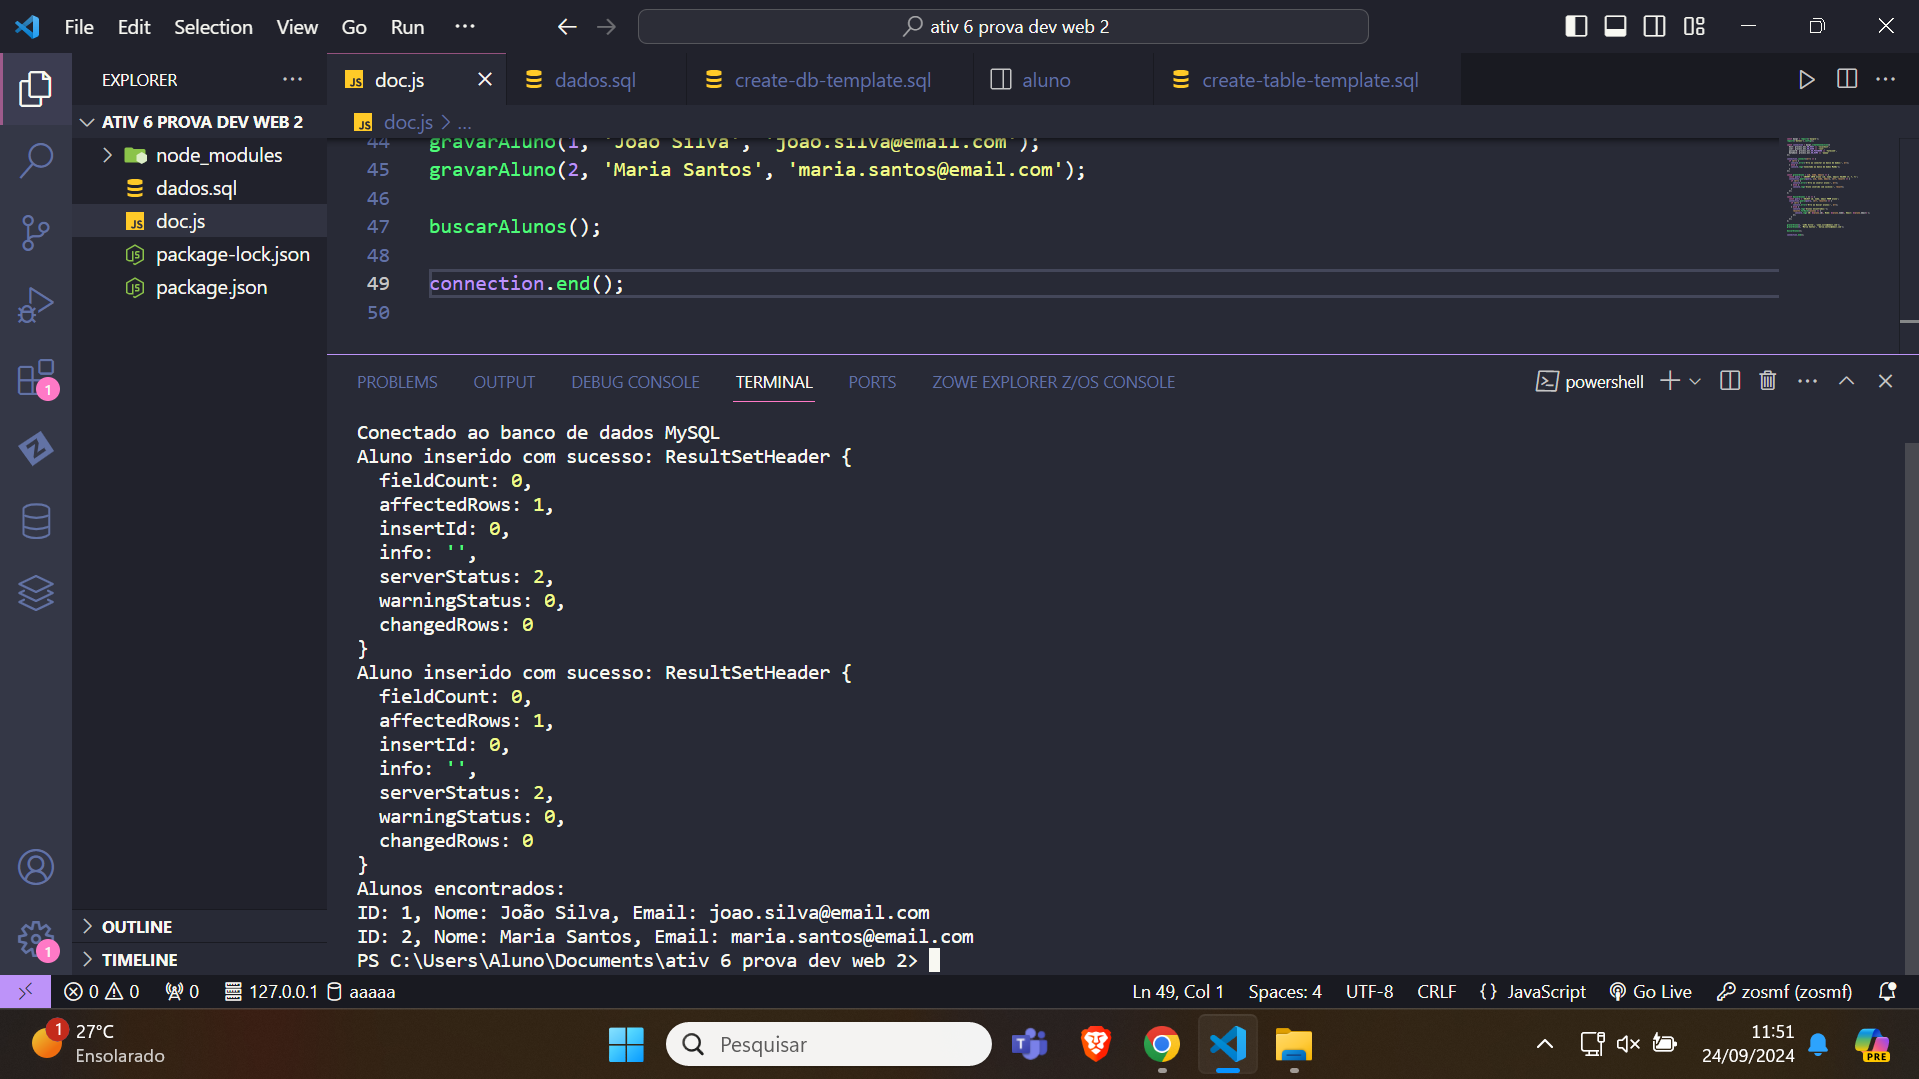 File Edit Selection View Go Run ···
ativ 6 prova dev web 2
EXPLORER ···
doc.js
dados.sql
create-db-template.sql
aluno
create-table-template.sql
···
ATIV 6 PROVA DEV WEB 2
node_modules
dados.sql
doc.js
package-lock.json
package.json
OUTLINE
TIMELINE
doc.js > ...
44 gravarAluno(1, 'João Silva', 'joao.silva@email.com');
45 gravarAluno(2, 'Maria Santos', 'maria.santos@email.com');
46
47 buscarAlunos();
48
49 connection.end();
50
PROBLEMS OUTPUT DEBUG CONSOLE TERMINAL PORTS ZOWE EXPLORER Z/OS CONSOLE
powershell
···
Conectado ao banco de dados MySQL
Aluno inserido com sucesso: ResultSetHeader {
fieldCount: 0,
affectedRows: 1,
insertId: 0,
info: '',
serverStatus: 2,
warningStatus: 0,
changedRows: 0
}
Aluno inserido com sucesso: ResultSetHeader {
fieldCount: 0,
affectedRows: 1,
insertId: 0,
info: '',
serverStatus: 2,
warningStatus: 0,
changedRows: 0
}
Alunos encontrados:
ID: 1, Nome: João Silva, Email: joao.silva@email.com
ID: 2, Nome: Maria Santos, Email: maria.santos@email.com
PS C:\Users\Aluno\Documents\ativ 6 prova dev web 2>
1
1
0 0 0 127.0.0.1 aaaaa
Ln 49, Col 1 Spaces: 4 UTF-8 CRLF {} JavaScript Go Live zosmf (zosmf)
1
27°C
Ensolarado
Pesquisar
11:51
24/09/2024
PRE